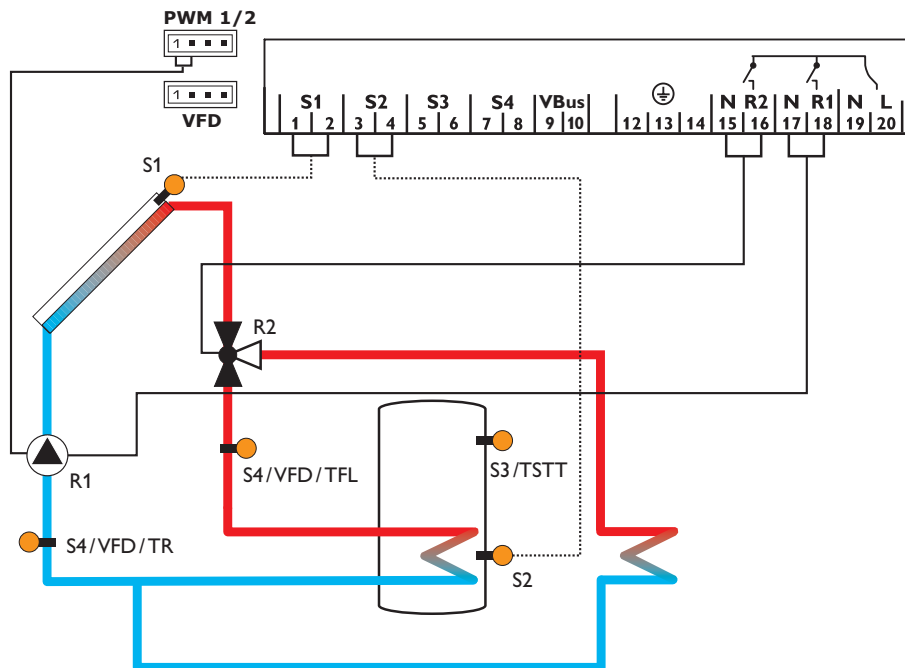 PWM 1/2
1
1
VFD
S1 S2 S3 S4 VBus N R2 N R1 N L
1 2 3 4 5 6 7 8 9 10 12 13 14 15 16 17 18 19 20
S1
R2
S4/VFD/TFL
S3/TSTT
R1
S4/VFD/TR
S2